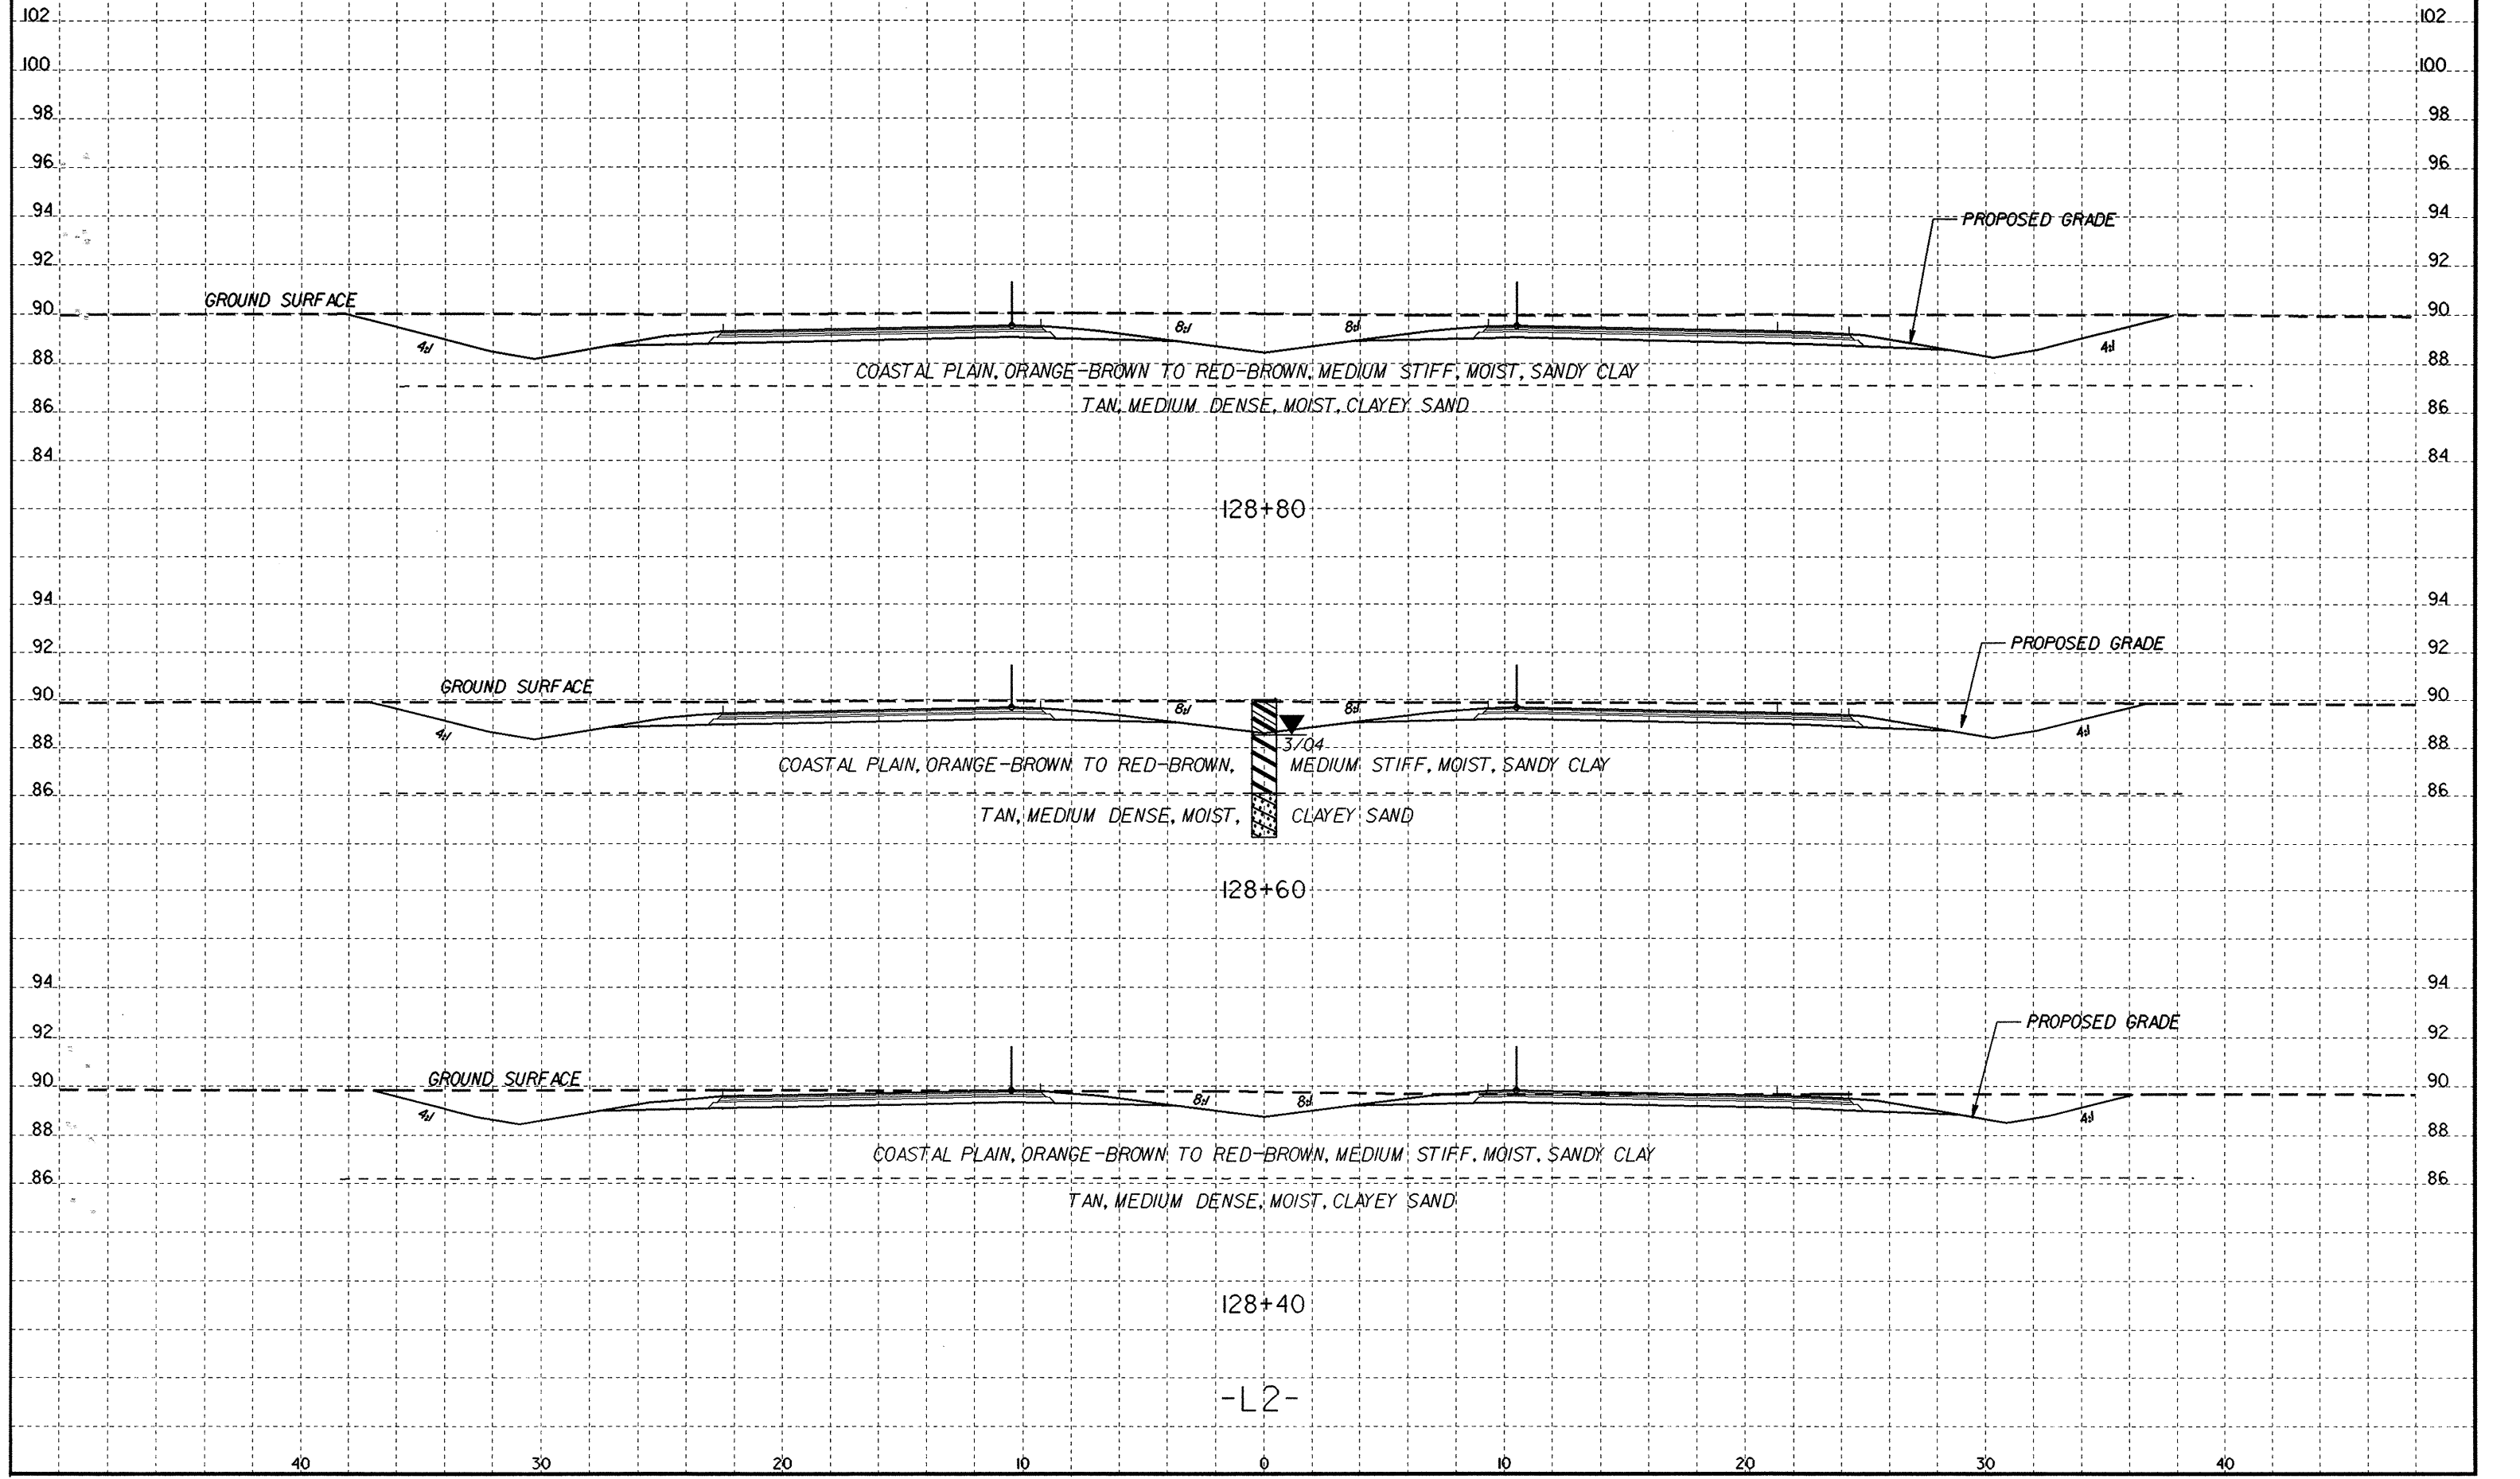 102 102
100 100
98 98
96 96
94 94
PROPOSED GRADE
92 92
GROUND SURFACE
90 90
8:1 8:1
4:1 4:1
88 88
COASTAL PLAIN, ORANGE-BROWN TO RED-BROWN, MEDIUM STIFF, MOIST, SANDY CLAY
86 86
TAN, MEDIUM DENSE, MOIST, CLAYEY SAND
84 84
128+80
94 94
92 92
PROPOSED GRADE
GROUND SURFACE
90 90
8:1 8:1
4:1 4:1
3/04
88 88
COASTAL PLAIN, ORANGE-BROWN TO RED-BROWN, MEDIUM STIFF, MOIST, SANDY CLAY
86 86
TAN, MEDIUM DENSE, MOIST, CLAYEY SAND
128+60
94 94
PROPOSED GRADE
92 92
GROUND SURFACE
90 90
8:1 8:1
4:1 4:1
88 88
COASTAL PLAIN, ORANGE-BROWN TO RED-BROWN, MEDIUM STIFF, MOIST, SANDY CLAY
86 86
TAN, MEDIUM DENSE, MOIST, CLAYEY SAND
128+40
-L2-
40 30 20 10 0 10 20 30 40